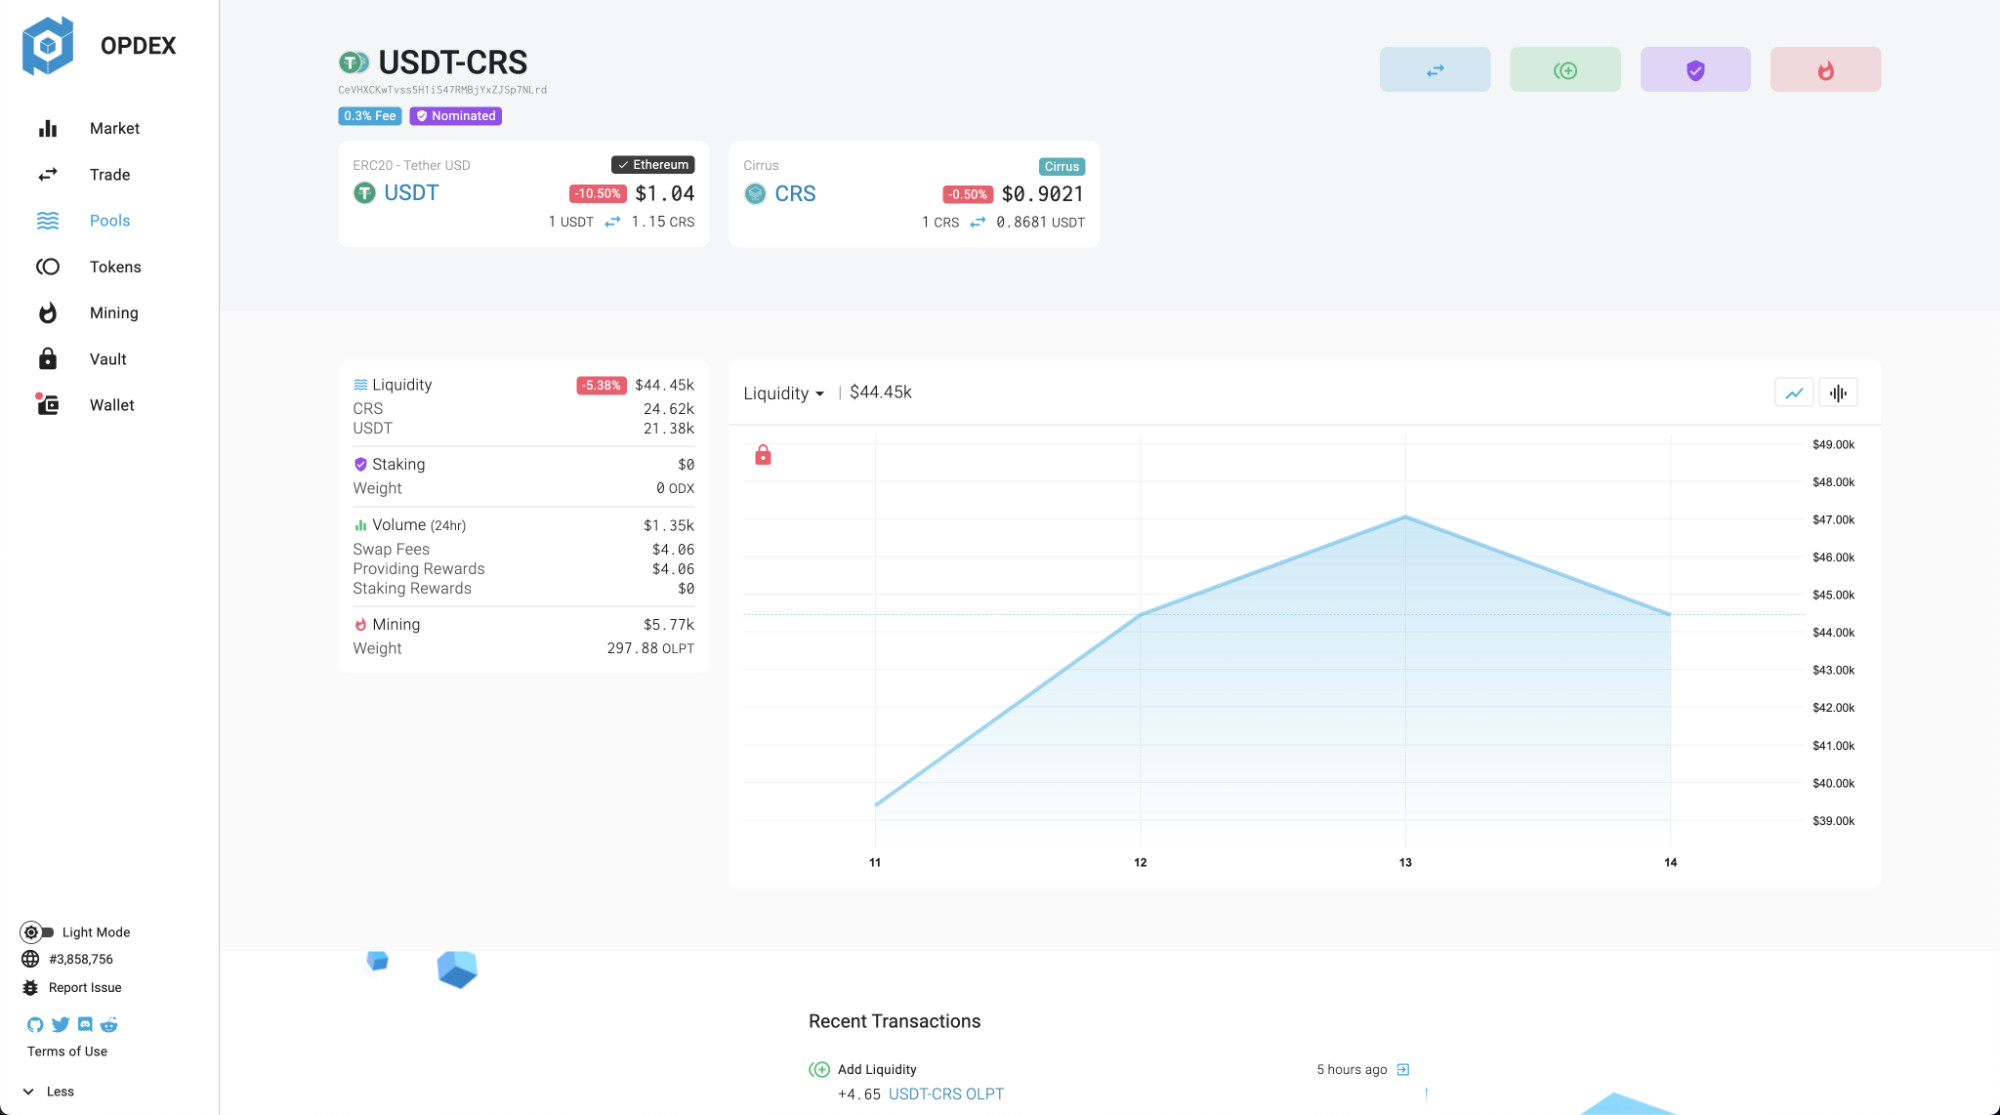 OPDEX
Market
Trade
Pools
Tokens
Mining
Vault
Wallet
Light Mode
#3,858,756
Report Issue
Terms of Use
Less
USDT-CRS
CeVHXCKwTvss5H1iS47RMBjYxZJSp7NLrd
0.3% Fee Nominated
ERC20 - Tether USD Ethereum
USDT -10.50% $1.04
1 USDT 1.15 CRS
Cirrus Cirrus
CRS -0.50% $0.9021
1 CRS 0.8681 USDT
Liquidity -5.38% $44.45k
CRS 24.62k
USDT 21.38k
Staking $0
Weight 0 ODX
Volume (24hr) $1.35k
Swap Fees $4.06
Providing Rewards $4.06
Staking Rewards $0
Mining $5.77k
Weight 297.88 OLPT
Liquidity | $44.45k
$49.00k
$48.00k
$47.00k
$46.00k
$45.00k
$44.00k
$43.00k
$42.00k
$41.00k
$40.00k
$39.00k
11 12 13 14
Recent Transactions
Add Liquidity 5 hours ago
+4.65 USDT-CRS OLPT